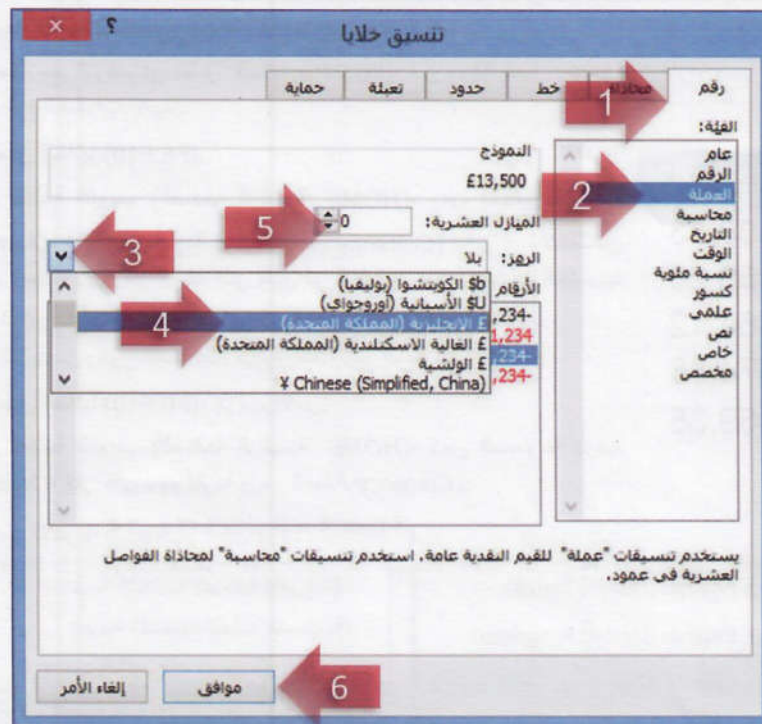 تنسيق خلايا
؟
×
رقم
محاذاة
خط
حدود
تعبئة
حماية
1
الفئة:
عام
الرقم
العملة
محاسبة
التاريخ
الوقت
نسبة مئوية
كسور
علمي
نص
خاص
مخصص
2
النموذج
£13,500
المنازل العشرية:
0
5
الرمز:
بلا
3
الأرقام
$b الكويتشوا (بوليفيا)
$U الأسبانية (أوروجواي)
£ الانجليزية (المملكة المتحدة)
£ الغالية الاسكتلندية (المملكة المتحدة)
£ الولشية
¥ Chinese (Simplified, China)
4
,234-
1,234
,234-
,234-
يستخدم تنسيقات "عملة" للقيم النقدية عامة. استخدم تنسيقات "محاسبة" لمحاذاة الفواصل
العشرية في عمود.
موافق
إلغاء الأمر
6